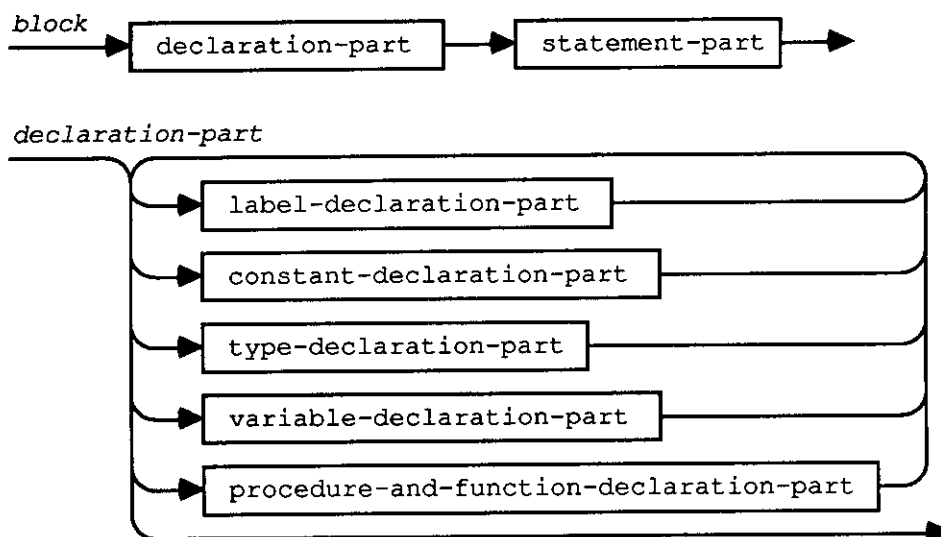 block
declaration-part statement-part
declaration-part
label-declaration-part
constant-declaration-part
type-declaration-part
variable-declaration-part
procedure-and-function-declaration-part